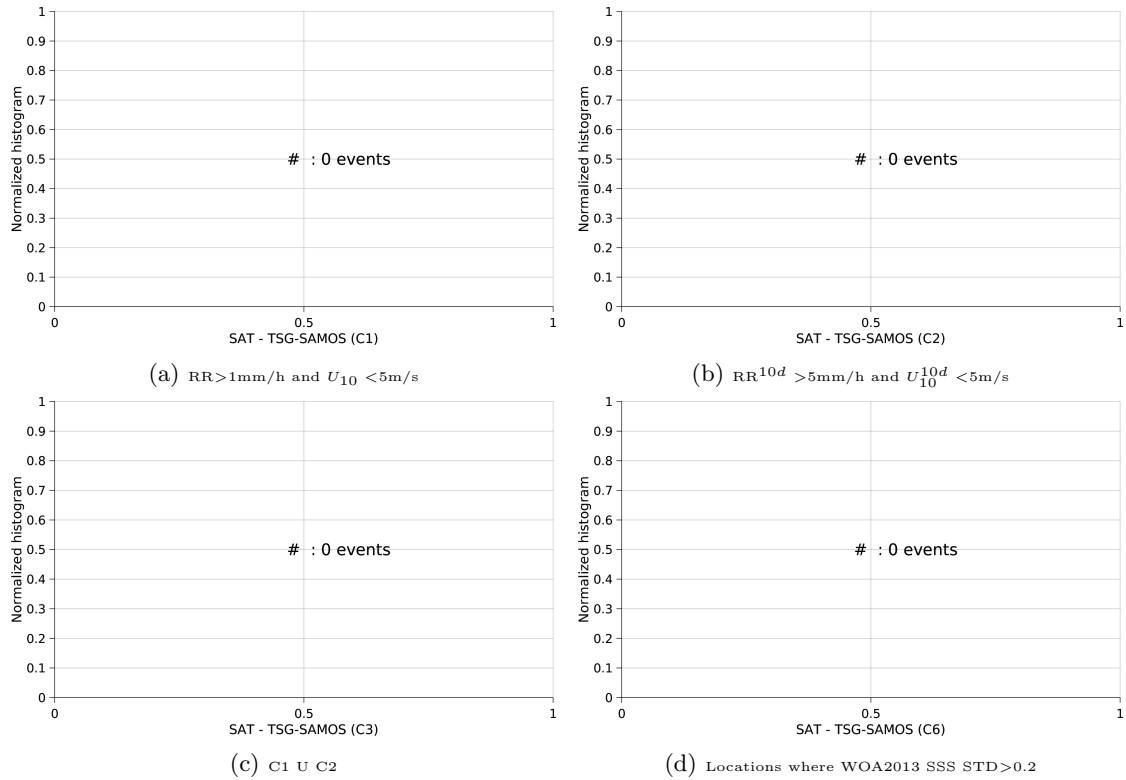 1
0.9
0.8
0.7
0.6
0.5
0.4
0.3
0.2
0.1
0
Normalized histogram
# : 0 events
0 0.5 1
SAT - TSG-SAMOS (C1)
(a) RR>1mm/h and U10 <5m/s
1
0.9
0.8
0.7
0.6
0.5
0.4
0.3
0.2
0.1
0
Normalized histogram
# : 0 events
0 0.5 1
SAT - TSG-SAMOS (C2)
(b) RR^10d >5mm/h and U_10^10d <5m/s
1
0.9
0.8
0.7
0.6
0.5
0.4
0.3
0.2
0.1
0
Normalized histogram
# : 0 events
0 0.5 1
SAT - TSG-SAMOS (C3)
(c) C1 U C2
1
0.9
0.8
0.7
0.6
0.5
0.4
0.3
0.2
0.1
0
Normalized histogram
# : 0 events
0 0.5 1
SAT - TSG-SAMOS (C6)
(d) Locations where WOA2013 SSS STD>0.2